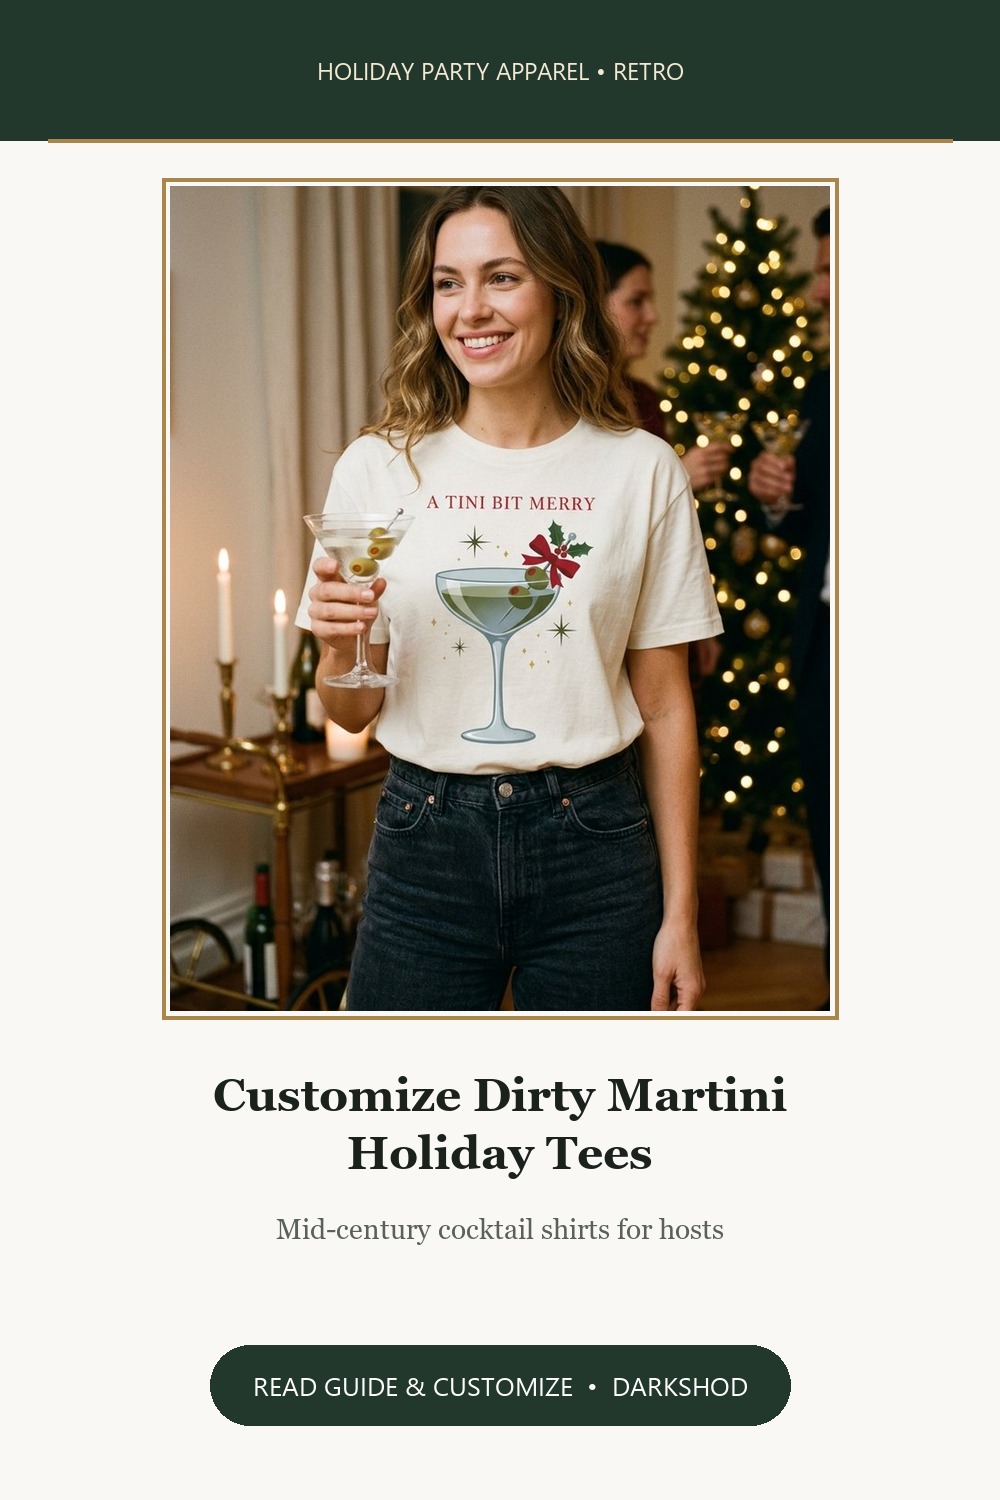 HOLIDAY PARTY APPAREL • RETRO
A TINI BIT MERRY
Customize Dirty Martini
Holiday Tees
Mid-century cocktail shirts for hosts
READ GUIDE & CUSTOMIZE • DARKSHOD